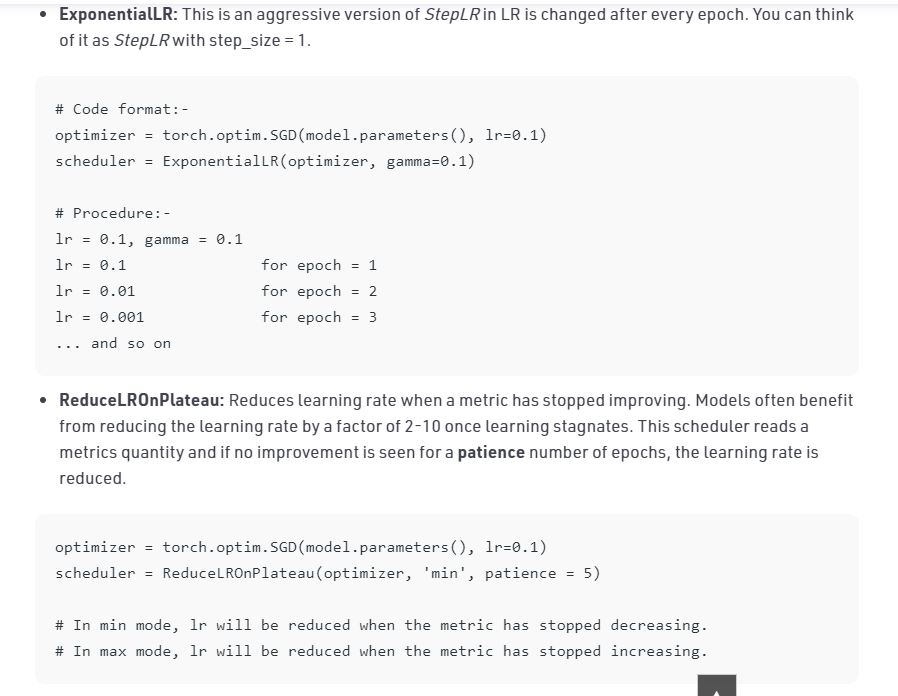 • ExponentialLR: This is an aggressive version of StepLR in LR is changed after every epoch. You can think
of it as StepLR with step_size = 1.
# Code format:-
optimizer = torch.optim.SGD(model.parameters(), lr=0.1)
scheduler = ExponentialLR(optimizer, gamma=0.1)
# Procedure:-
lr = 0.1, gamma = 0.1
lr = 0.1 for epoch = 1
lr = 0.01 for epoch = 2
lr = 0.001 for epoch = 3
... and so on
• ReduceLROnPlateau: Reduces learning rate when a metric has stopped improving. Models often benefit
from reducing the learning rate by a factor of 2-10 once learning stagnates. This scheduler reads a
metrics quantity and if no improvement is seen for a patience number of epochs, the learning rate is
reduced.
optimizer = torch.optim.SGD(model.parameters(), lr=0.1)
scheduler = ReduceLROnPlateau(optimizer, 'min', patience = 5)
# In min mode, lr will be reduced when the metric has stopped decreasing.
# In max mode, lr will be reduced when the metric has stopped increasing.